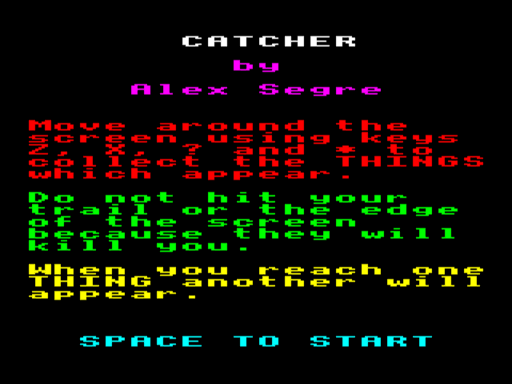 CATCHER
by
Alex Segre
Move around the
screen using keys
Z, X, ? and * to
collect the THINGS
which appear.
Do not hit your
trail or the edge
of the screen
because they will
kill you.
When you reach one
THING another will
appear.
SPACE TO START